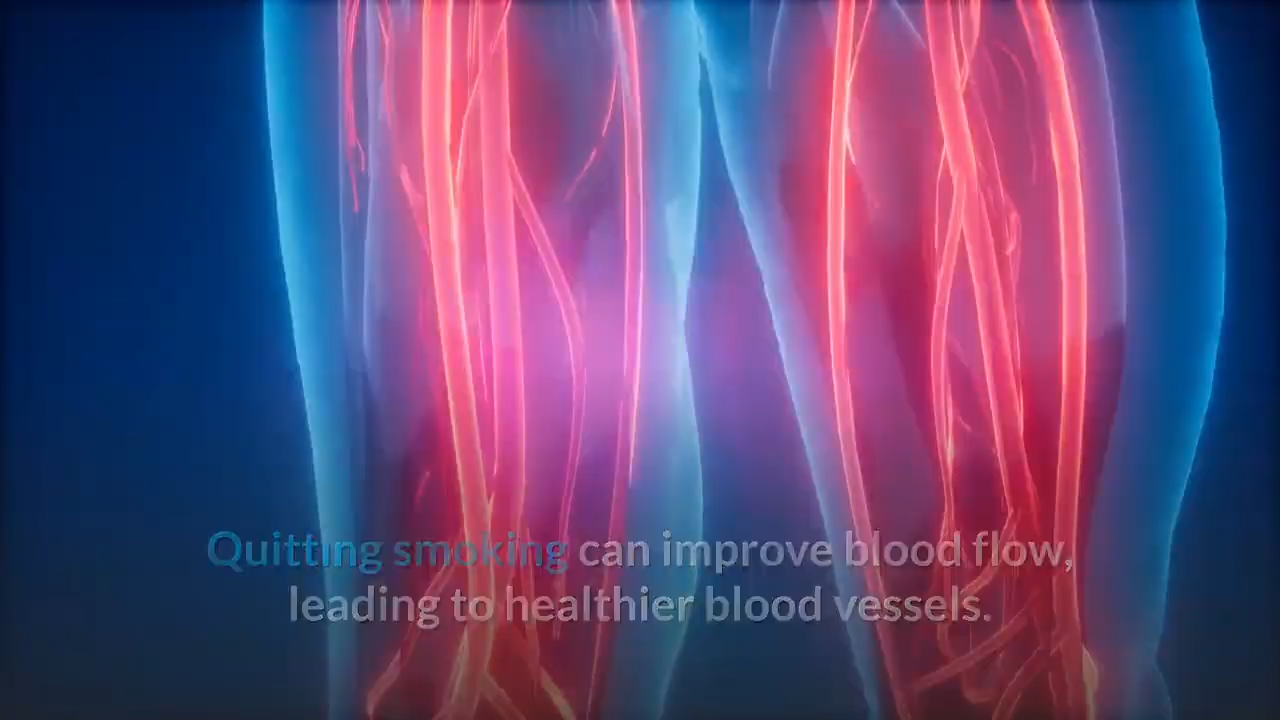 Quitting smoking can improve blood flow,
leading to healthier blood vessels.